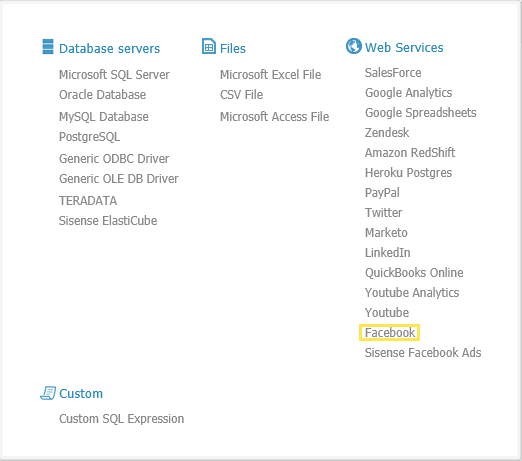 Database servers
Microsoft SQL Server
Oracle Database
MySQL Database
PostgreSQL
Generic ODBC Driver
Generic OLE DB Driver
TERADATA
Sisense ElastiCube
Files
Microsoft Excel File
CSV File
Microsoft Access File
Web Services
SalesForce
Google Analytics
Google Spreadsheets
Zendesk
Amazon RedShift
Heroku Postgres
PayPal
Twitter
Marketo
LinkedIn
QuickBooks Online
Youtube Analytics
Youtube
Facebook
Sisense Facebook Ads
Custom
Custom SQL Expression